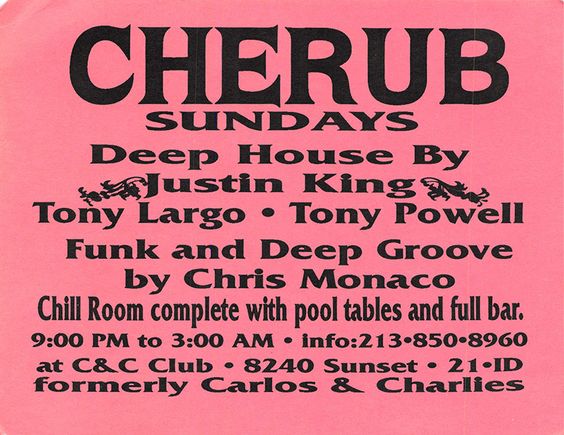 CHERUB
SUNDAYS
Deep House By
Justin King
Tony Largo • Tony Powell
Funk and Deep Groove
by Chris Monaco
Chill Room complete with pool tables and full bar.
9:00 PM to 3:00 AM • info:213•850•8960
at C&C Club • 8240 Sunset • 21•ID
formerly Carlos & Charlies